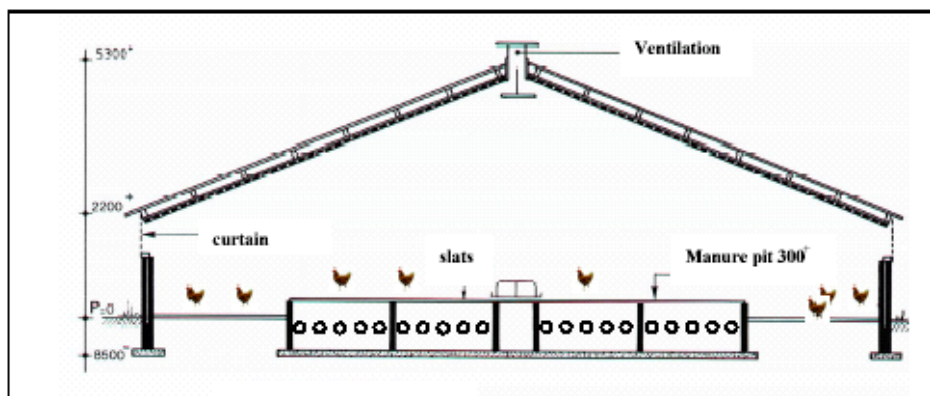 5300+
Ventilation
2200+
curtain
slats
Manure pit 300+
P=0
8500-